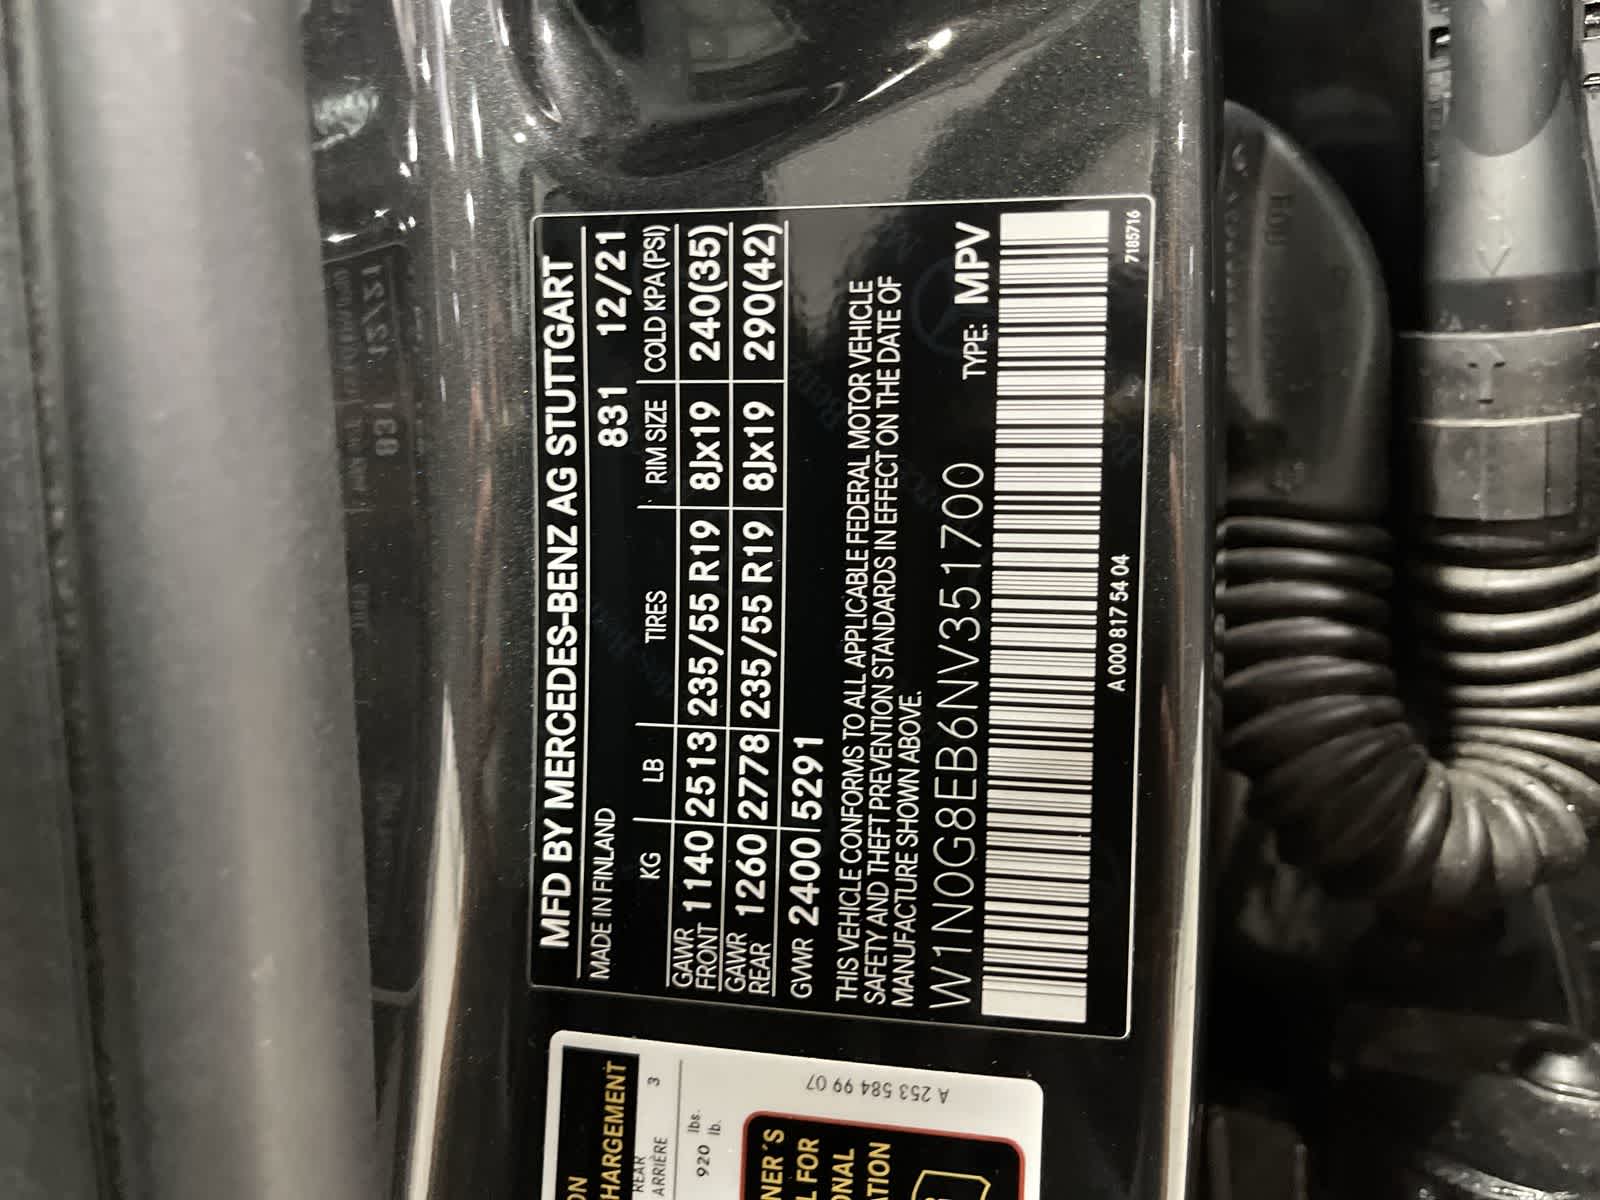 MFD BY MERCEDES-BENZ AG STUTTGART
MADE IN FINLAND 831 12/21
KG LB TIRES RIM SIZE COLD KPA(PSI)
GAWR FRONT 1140 2513 235/55 R19 8Jx19 240(35)
GAWR REAR 1260 2778 235/55 R19 8Jx19 290(42)
GVWR 2400 5291
THIS VEHICLE CONFORMS TO ALL APPLICABLE FEDERAL MOTOR VEHICLE
SAFETY AND THEFT PREVENTION STANDARDS IN EFFECT ON THE DATE OF
MANUFACTURE SHOWN ABOVE.
W1N0G8EB6NV351700 TYPE: MPV
A 000 817 54 04 7185716
REAR
ARRIÈRE 3
920 lbs.
lb.
A 253 584 99 07
FOR